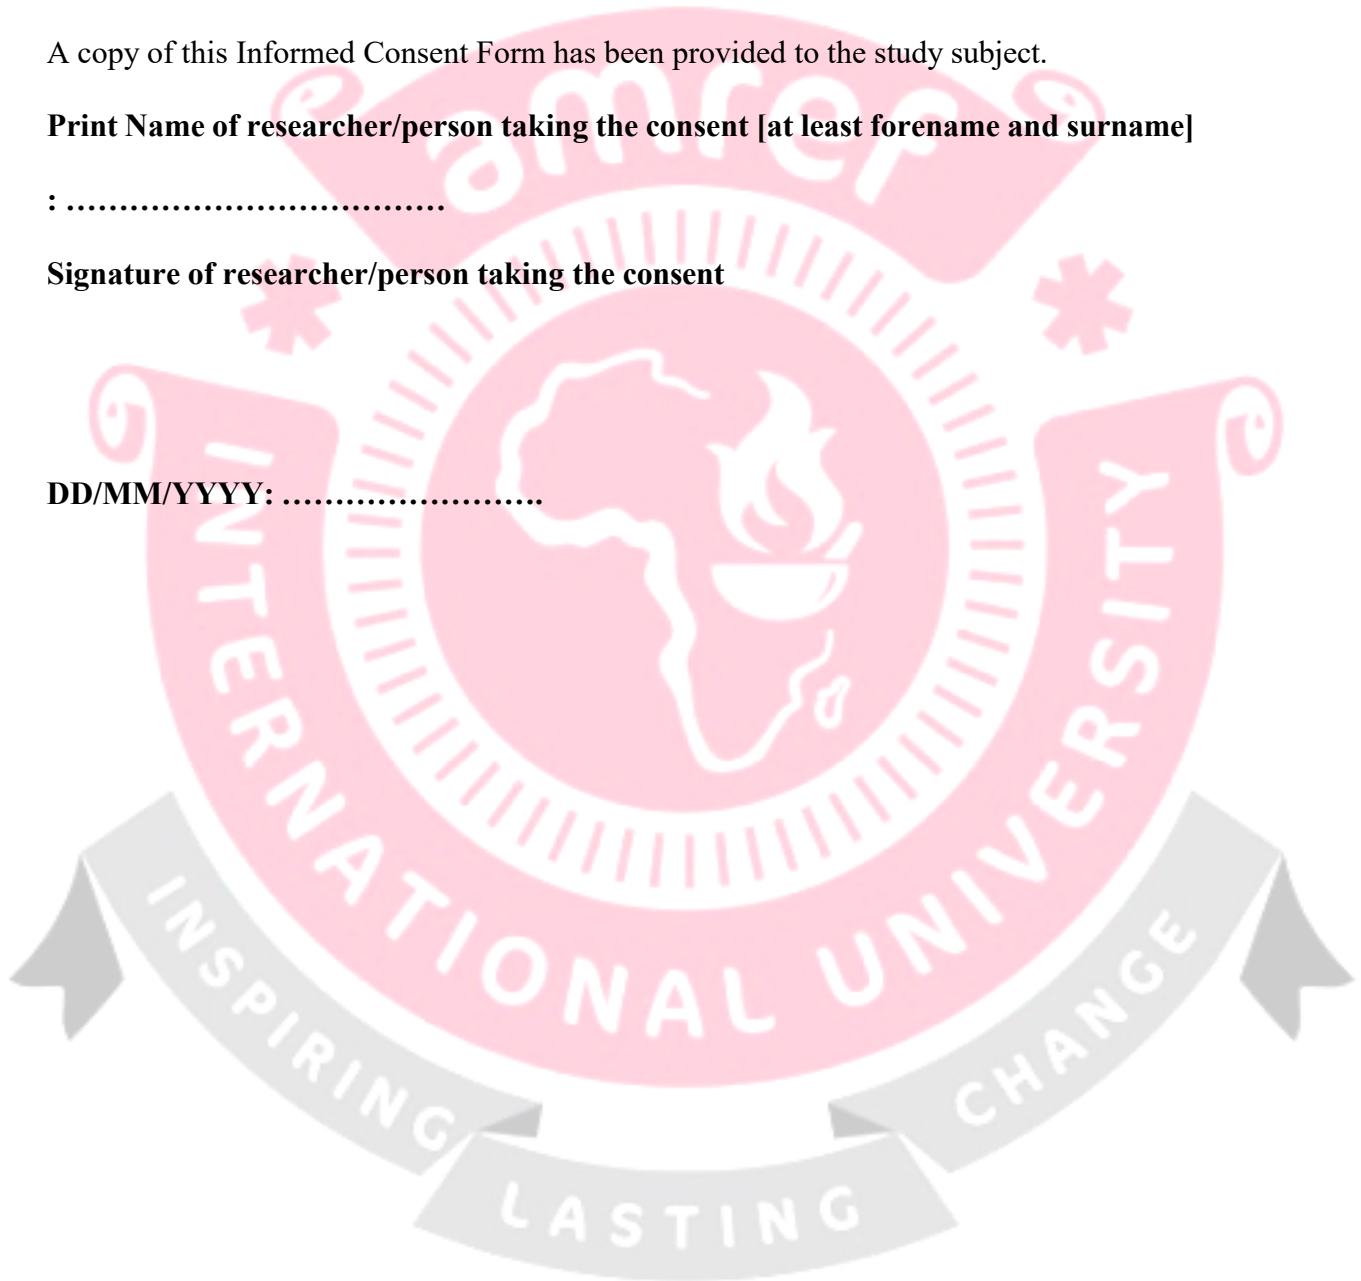 A copy of this Informed Consent Form has been provided to the study subject.
Print Name of researcher/person taking the consent [at least forename and surname]
: ………………………………
Signature of researcher/person taking the consent
DD/MM/YYYY: …………………….
amref
INTERNATIONAL UNIVERSITY
INSPIRING
LASTING
CHANGE